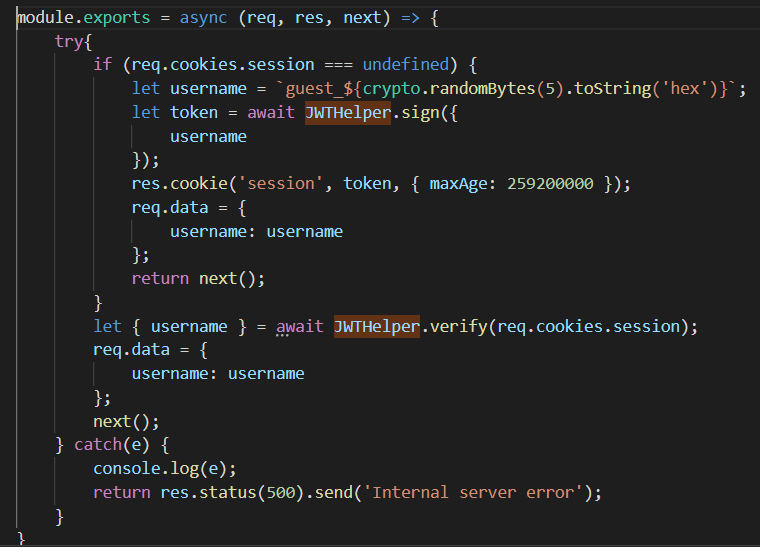 module.exports = async (req, res, next) => {
    try{
        if (req.cookies.session === undefined) {
            let username = `guest_${crypto.randomBytes(5).toString('hex')}`;
            let token = await JWTHelper.sign({
                username
            });
            res.cookie('session', token, { maxAge: 259200000 });
            req.data = {
                username: username
            };
            return next();
        }
        let { username } = await JWTHelper.verify(req.cookies.session);
        req.data = {
            username: username
        };
        next();
    } catch(e) {
        console.log(e);
        return res.status(500).send('Internal server error');
    }
}